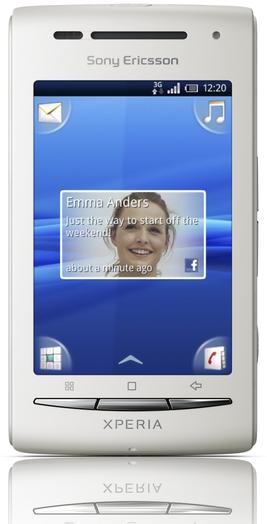 Sony Ericsson
3G 12:20
Emma Anders
Just the way to start off the
weekend!
about a minute ago
f
XPERIA
XPERIA